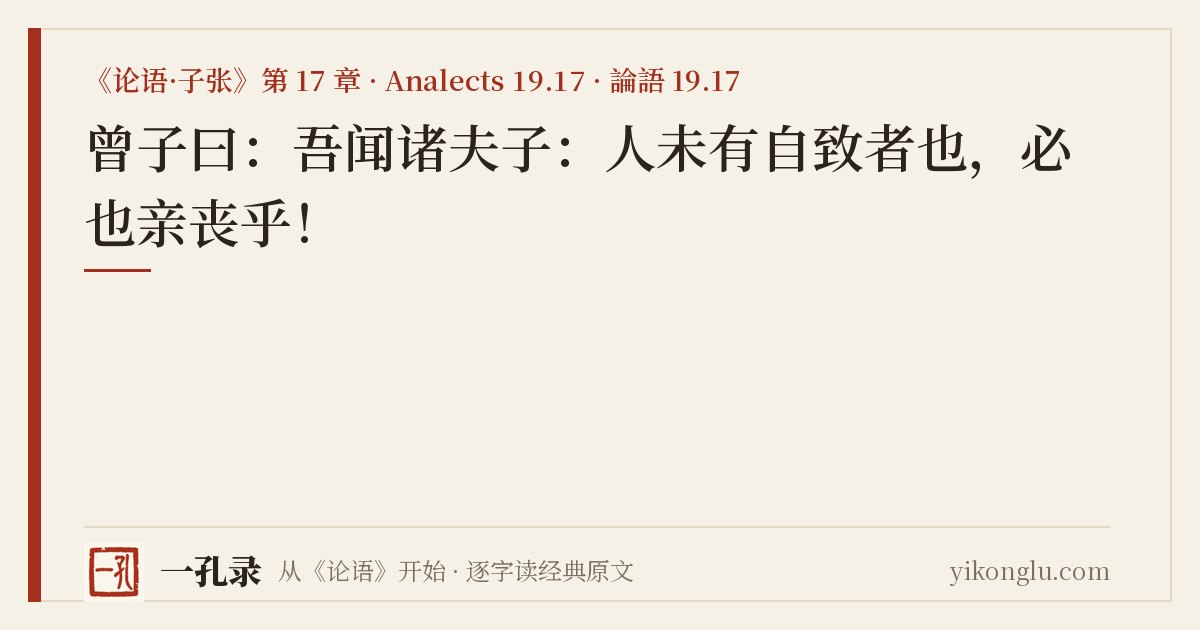 《论语·子张》第 17 章 · Analects 19.17 · 論語 19.17
曾子曰：吾闻诸夫子：人未有自致者也，必
也亲丧乎！
一孔
一孔录 从《论语》开始 · 逐字读经典原文 yikonglu.com